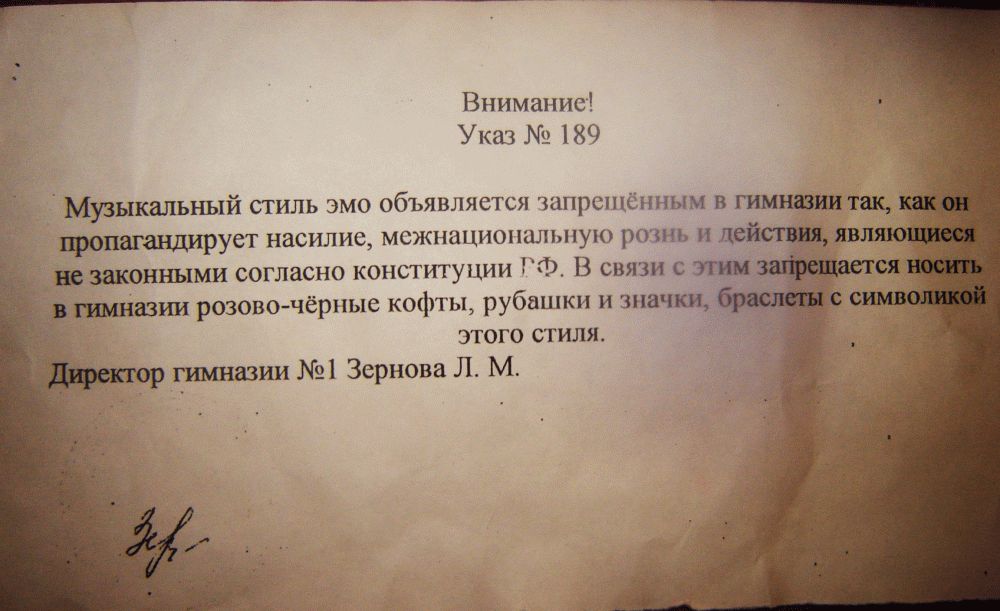 Внимание!
Указ № 189
Музыкальный стиль эмо объявляется запрещённым в гимназии так, как он
пропагандирует насилие, межнациональную рознь и действия, являющиеся
не законными согласно конституции РФ. В связи с этим запрещается носить
в гимназии розово-чёрные кофты, рубашки и значки, браслеты с символикой
этого стиля.
Директор гимназии №1 Зернова Л. М.